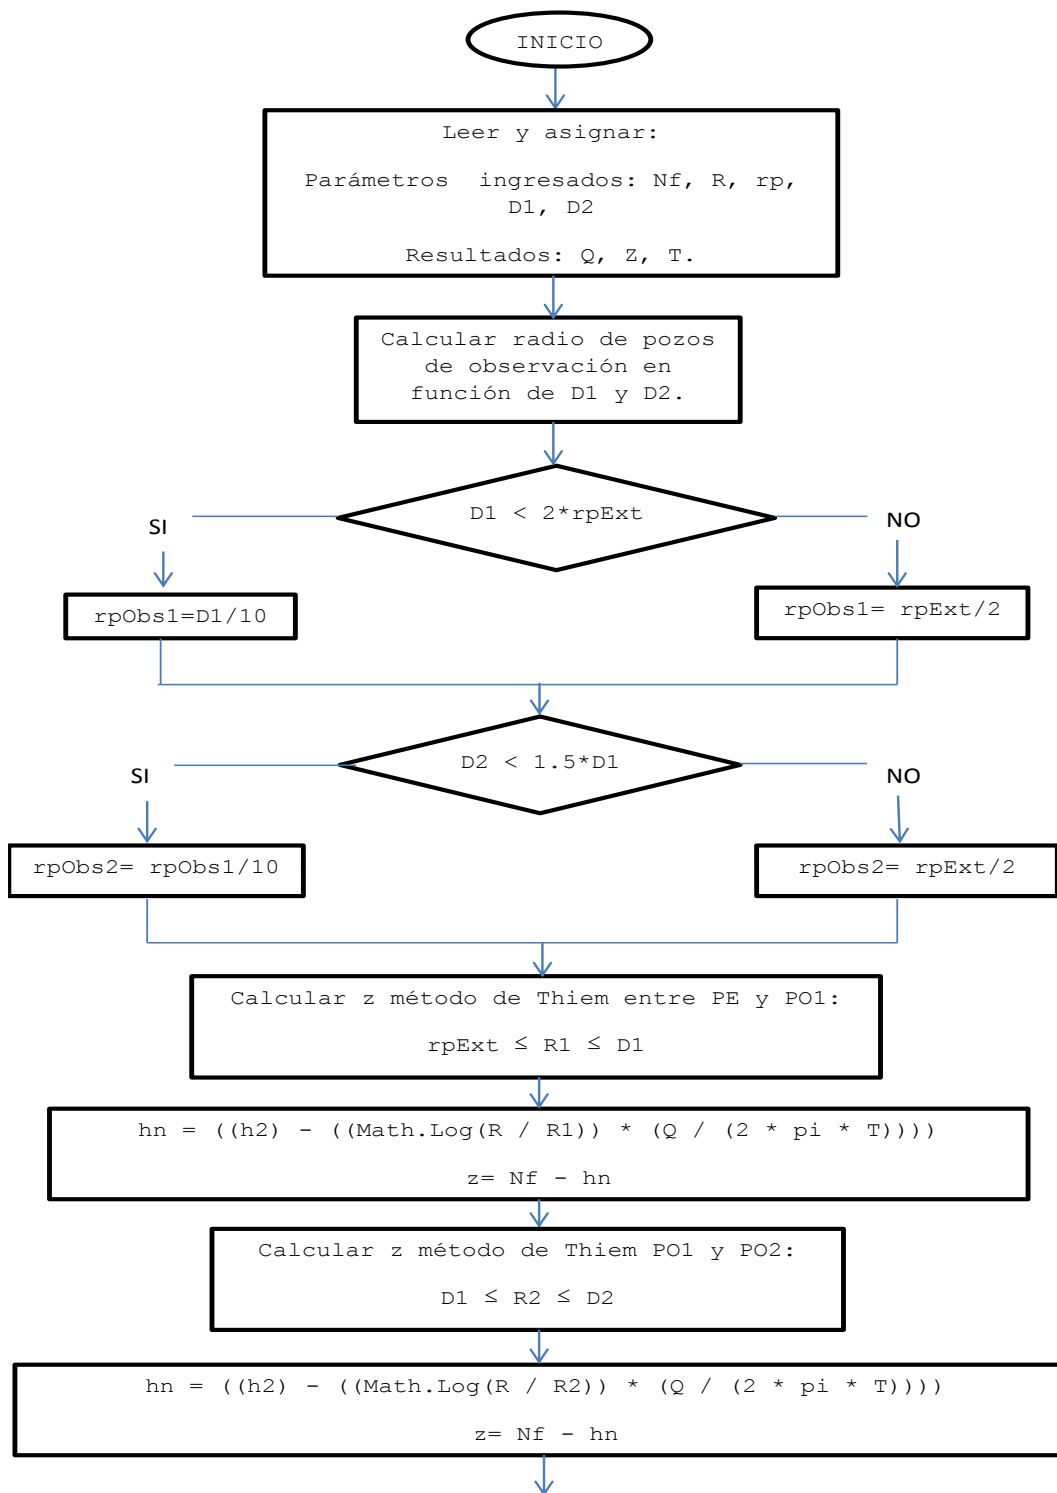 INICIO
Leer y asignar:
Parámetros ingresados: Nf, R, rp,
D1, D2
Resultados: Q, Z, T.
Calcular radio de pozos
de observación en
función de D1 y D2.
D1 < 2*rpExt
SI
NO
rpObs1=D1/10
rpObs1= rpExt/2
D2 < 1.5*D1
SI
NO
rpObs2= rpObs1/10
rpObs2= rpExt/2
Calcular z método de Thiem entre PE y PO1:
rpExt ≤ R1 ≤ D1
hn = ((h2) - ((Math.Log(R / R1)) * (Q / (2 * pi * T))))
z= Nf - hn
Calcular z método de Thiem PO1 y PO2:
D1 ≤ R2 ≤ D2
hn = ((h2) - ((Math.Log(R / R2)) * (Q / (2 * pi * T))))
z= Nf - hn